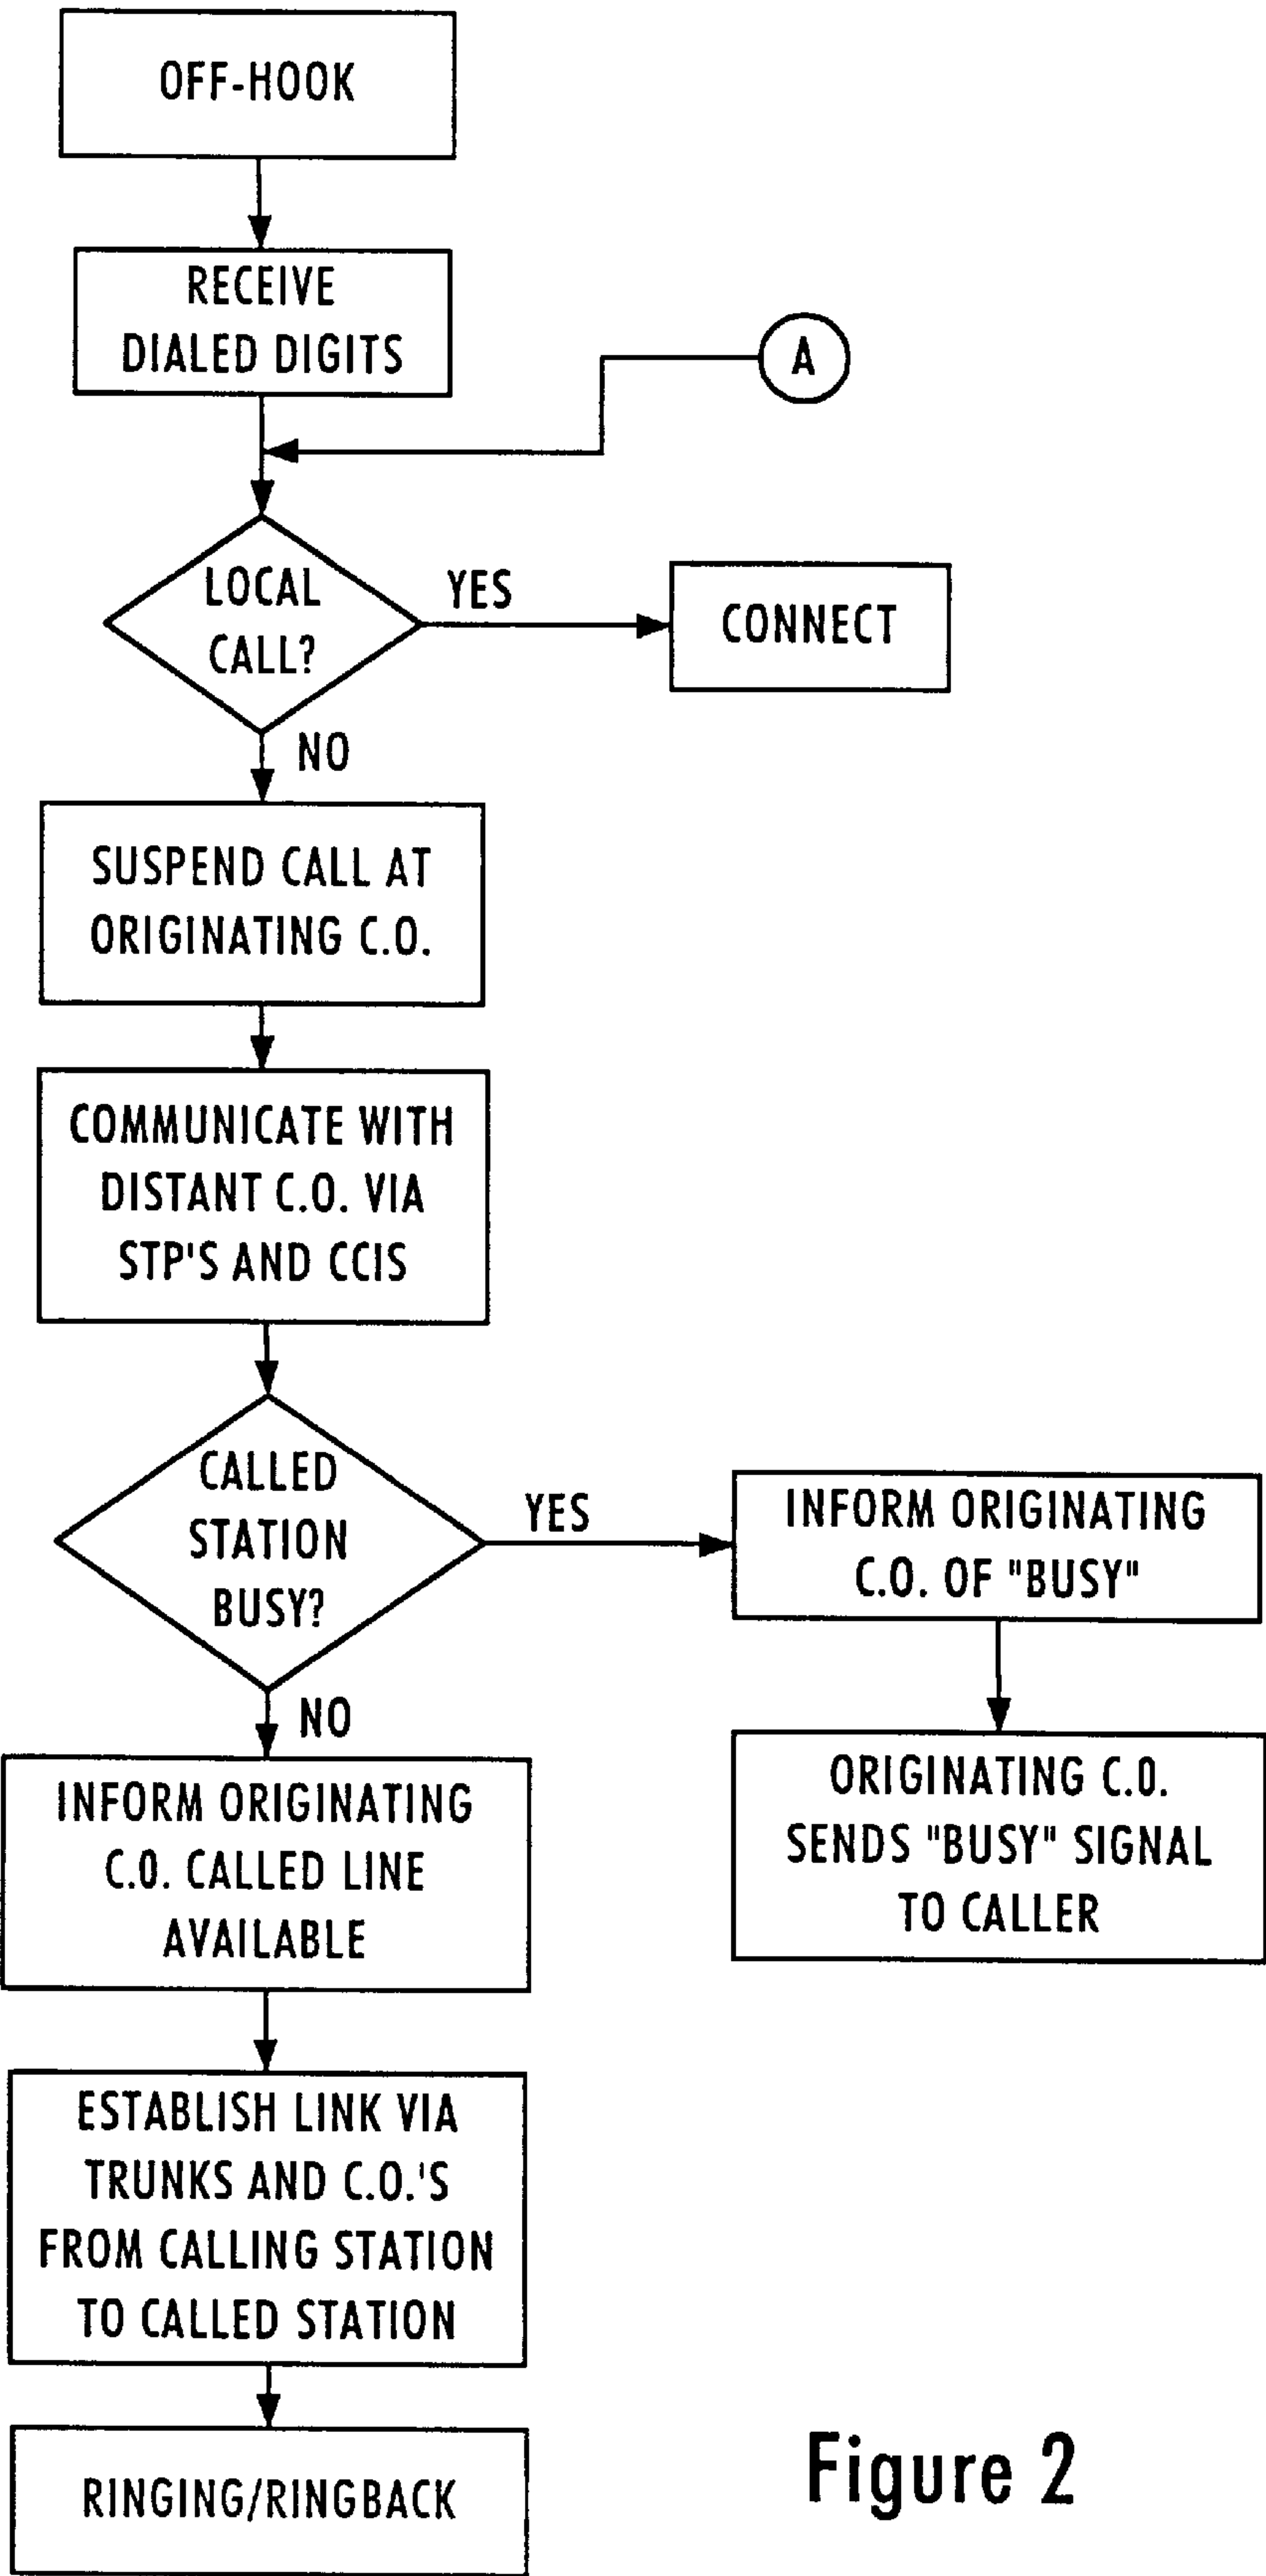 OFF-HOOK
RECEIVE
DIALED DIGITS
A
LOCAL
CALL?
YES
CONNECT
NO
SUSPEND CALL AT
ORIGINATING C.O.
COMMUNICATE WITH
DISTANT C.O. VIA
STP'S AND CCIS
CALLED
STATION
BUSY?
YES
INFORM ORIGINATING
C.O. OF "BUSY"
ORIGINATING C.O.
SENDS "BUSY" SIGNAL
TO CALLER
NO
INFORM ORIGINATING
C.O. CALLED LINE
AVAILABLE
ESTABLISH LINK VIA
TRUNKS AND C.O.'S
FROM CALLING STATION
TO CALLED STATION
RINGING/RINGBACK
Figure 2